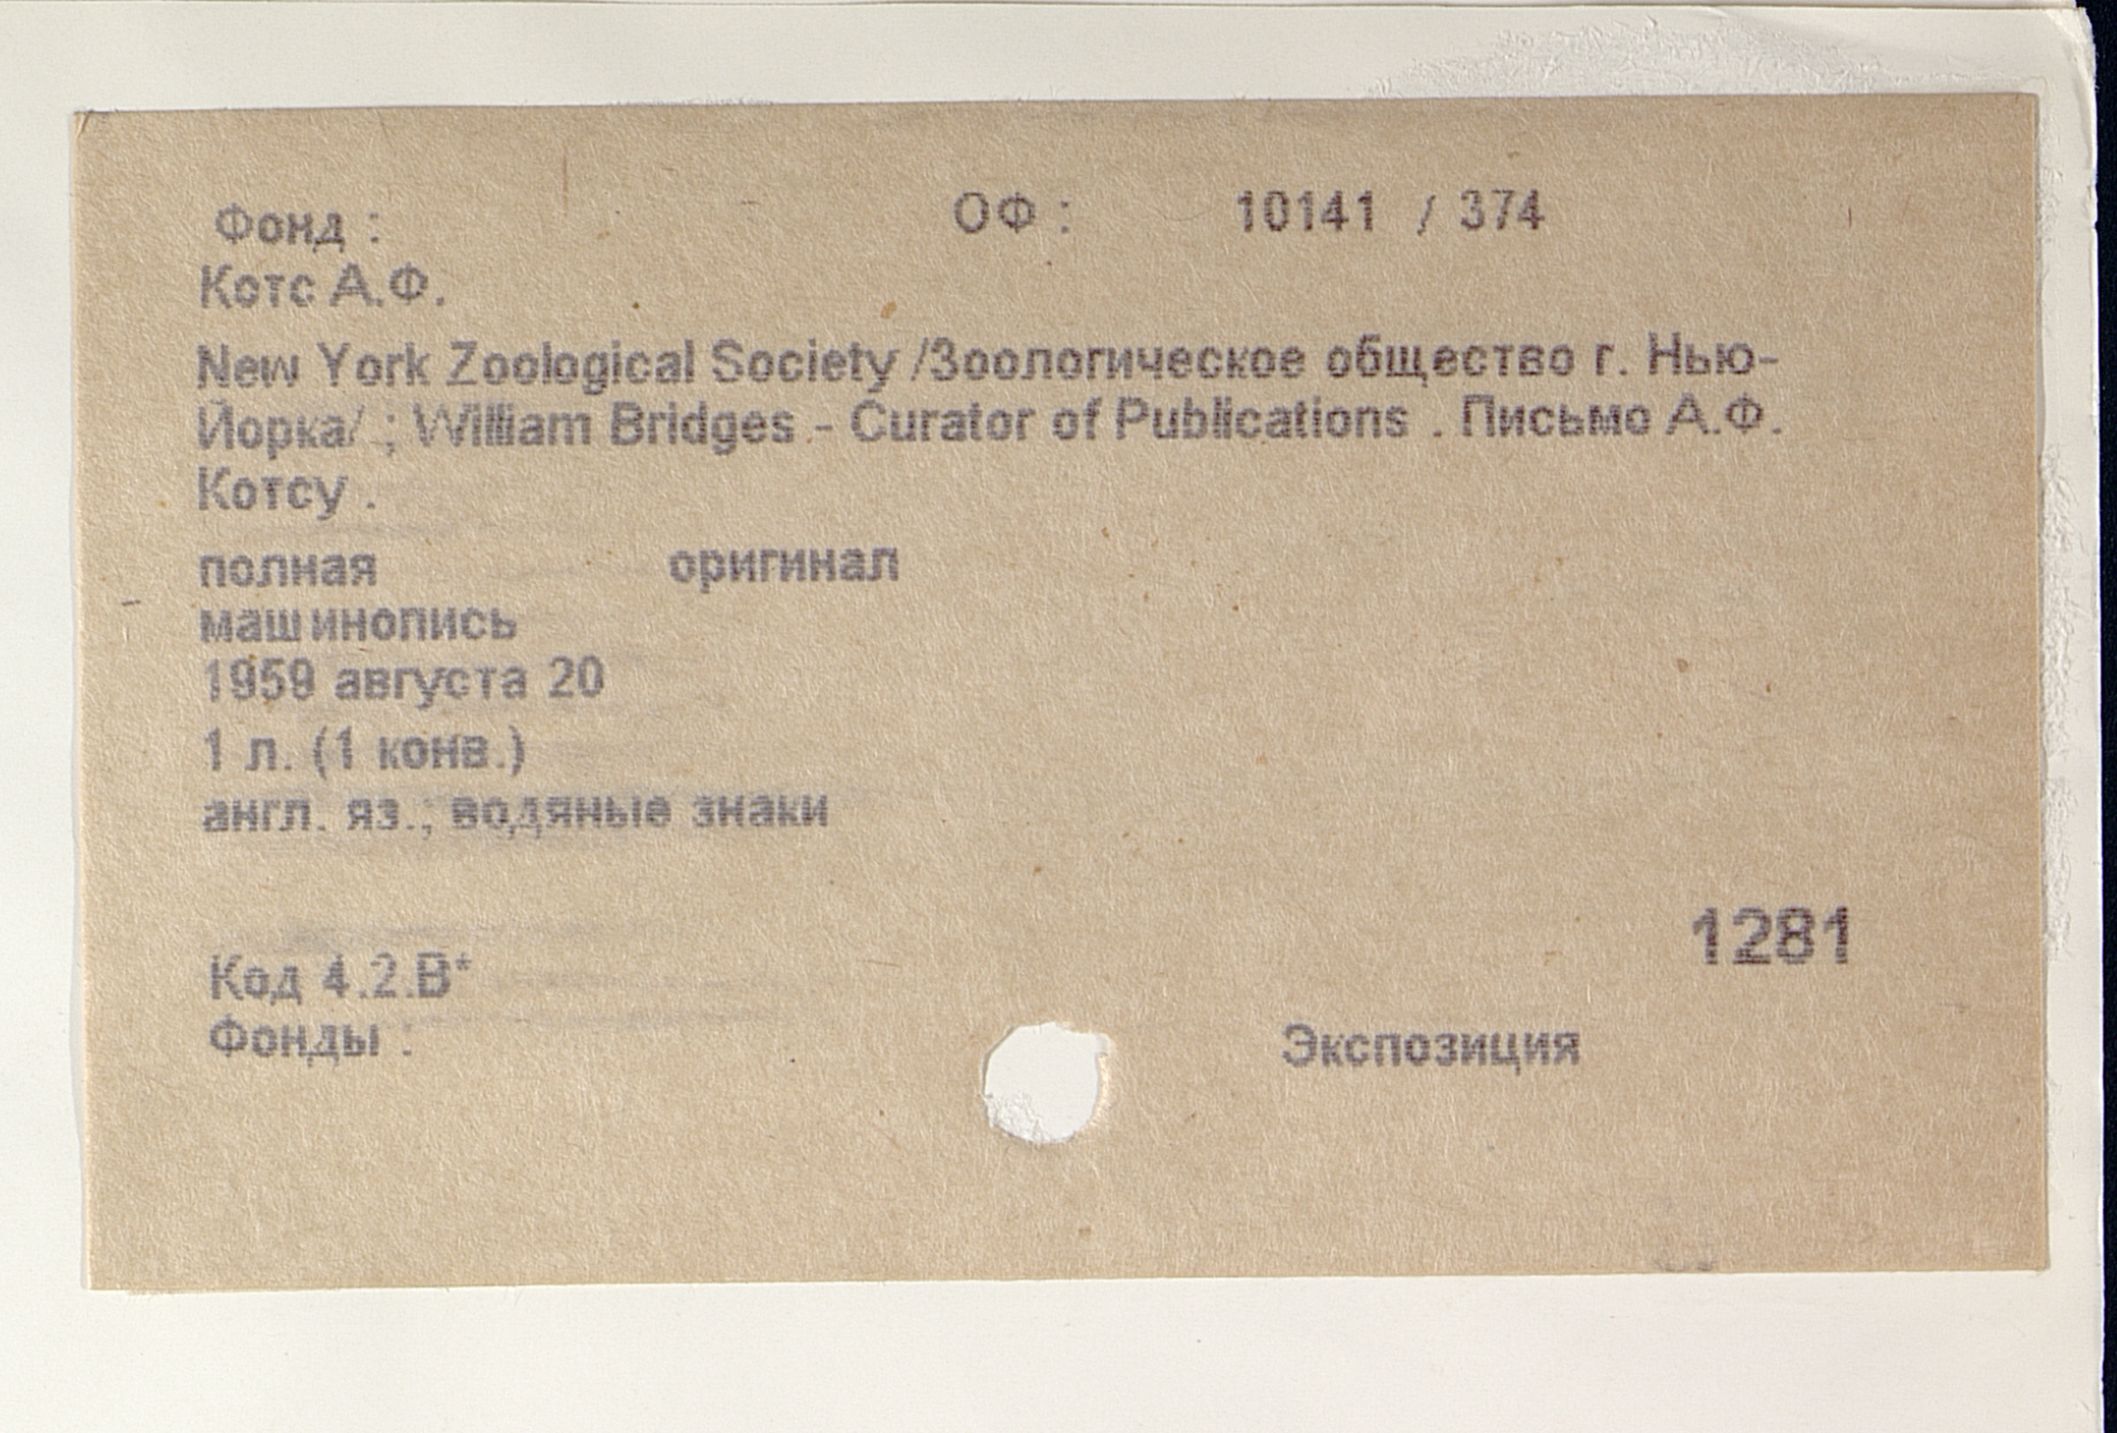 Фонд : ОФ : 10141 / 374
Котс А.Ф.
New York Zoological Society /Зоологическое общество г. Нью-
Йорка/ ; William Bridges - Curator of Publications . Письмо А.Ф.
Котсу .
полная оригинал
машинопись
1959 августа 20
1 л. (1 конв.)
англ. яз.; водяные знаки
1281
Код 4.2.В*
Фонды : Экспозиция